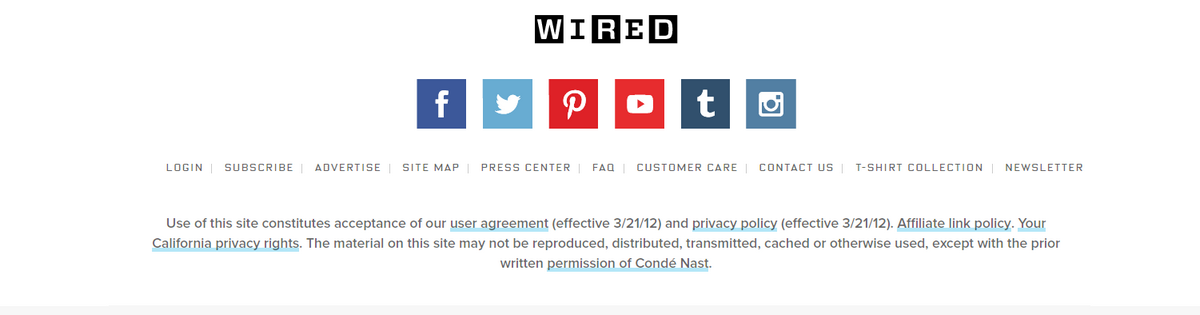 WIRED
LOGIN | SUBSCRIBE | ADVERTISE | SITE MAP | PRESS CENTER | FAQ | CUSTOMER CARE | CONTACT US | T-SHIRT COLLECTION | NEWSLETTER
Use of this site constitutes acceptance of our user agreement (effective 3/21/12) and privacy policy (effective 3/21/12). Affiliate link policy. Your
California privacy rights. The material on this site may not be reproduced, distributed, transmitted, cached or otherwise used, except with the prior
written permission of Condé Nast.